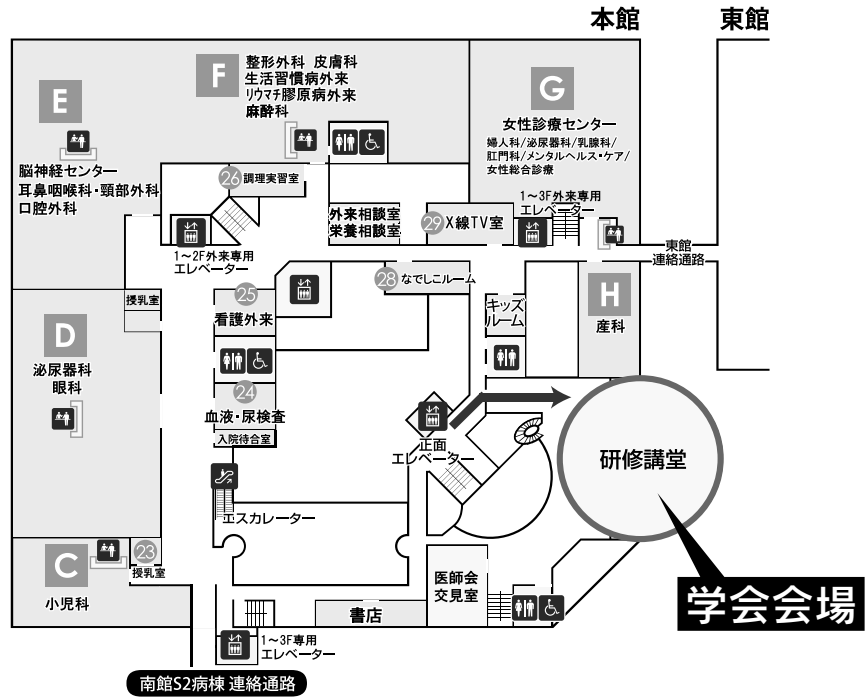 本館
東館
E
脳神経センター
耳鼻咽喉科・頸部外科
口腔外科
F
整形外科 皮膚科
生活習慣病外来
リウマチ膠原病外来
麻酔科
G
女性診療センター
婦人科/泌尿器科/乳腺科/
肛門科/メンタルヘルス・ケア/
女性総合診療
26 調理実習室
外来相談室
栄養相談室
29 X線TV室
1～3F外来専用
エレベーター
1～2F外来専用
エレベーター
東館
連絡通路
28 なでしこルーム
H
産科
キッズ
ルーム
授乳室
25
看護外来
D
泌尿器科
眼科
24
血液・尿検査
入院待合室
正面
エレベーター
研修講堂
エスカレーター
C
小児科
23
授乳室
医師会
交見室
書店
学会会場
1～3F専用
エレベーター
南館S2病棟 連絡通路